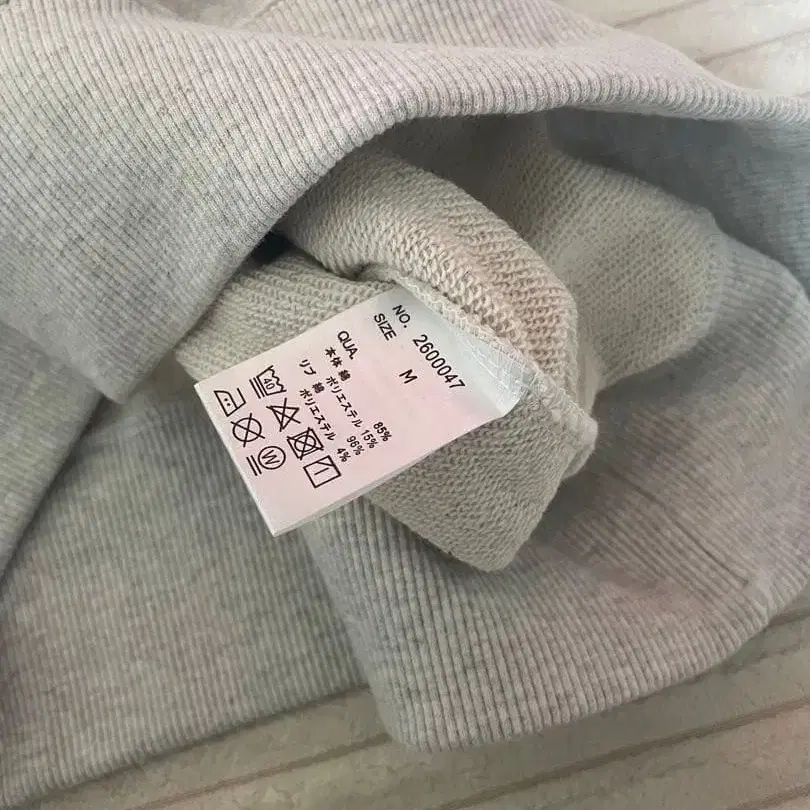 NO. 2600047
SIZE M
QUA.
本体 綿 85%
ポリエステル 15%
リブ 綿 96%
ポリエステル 4%
40
W